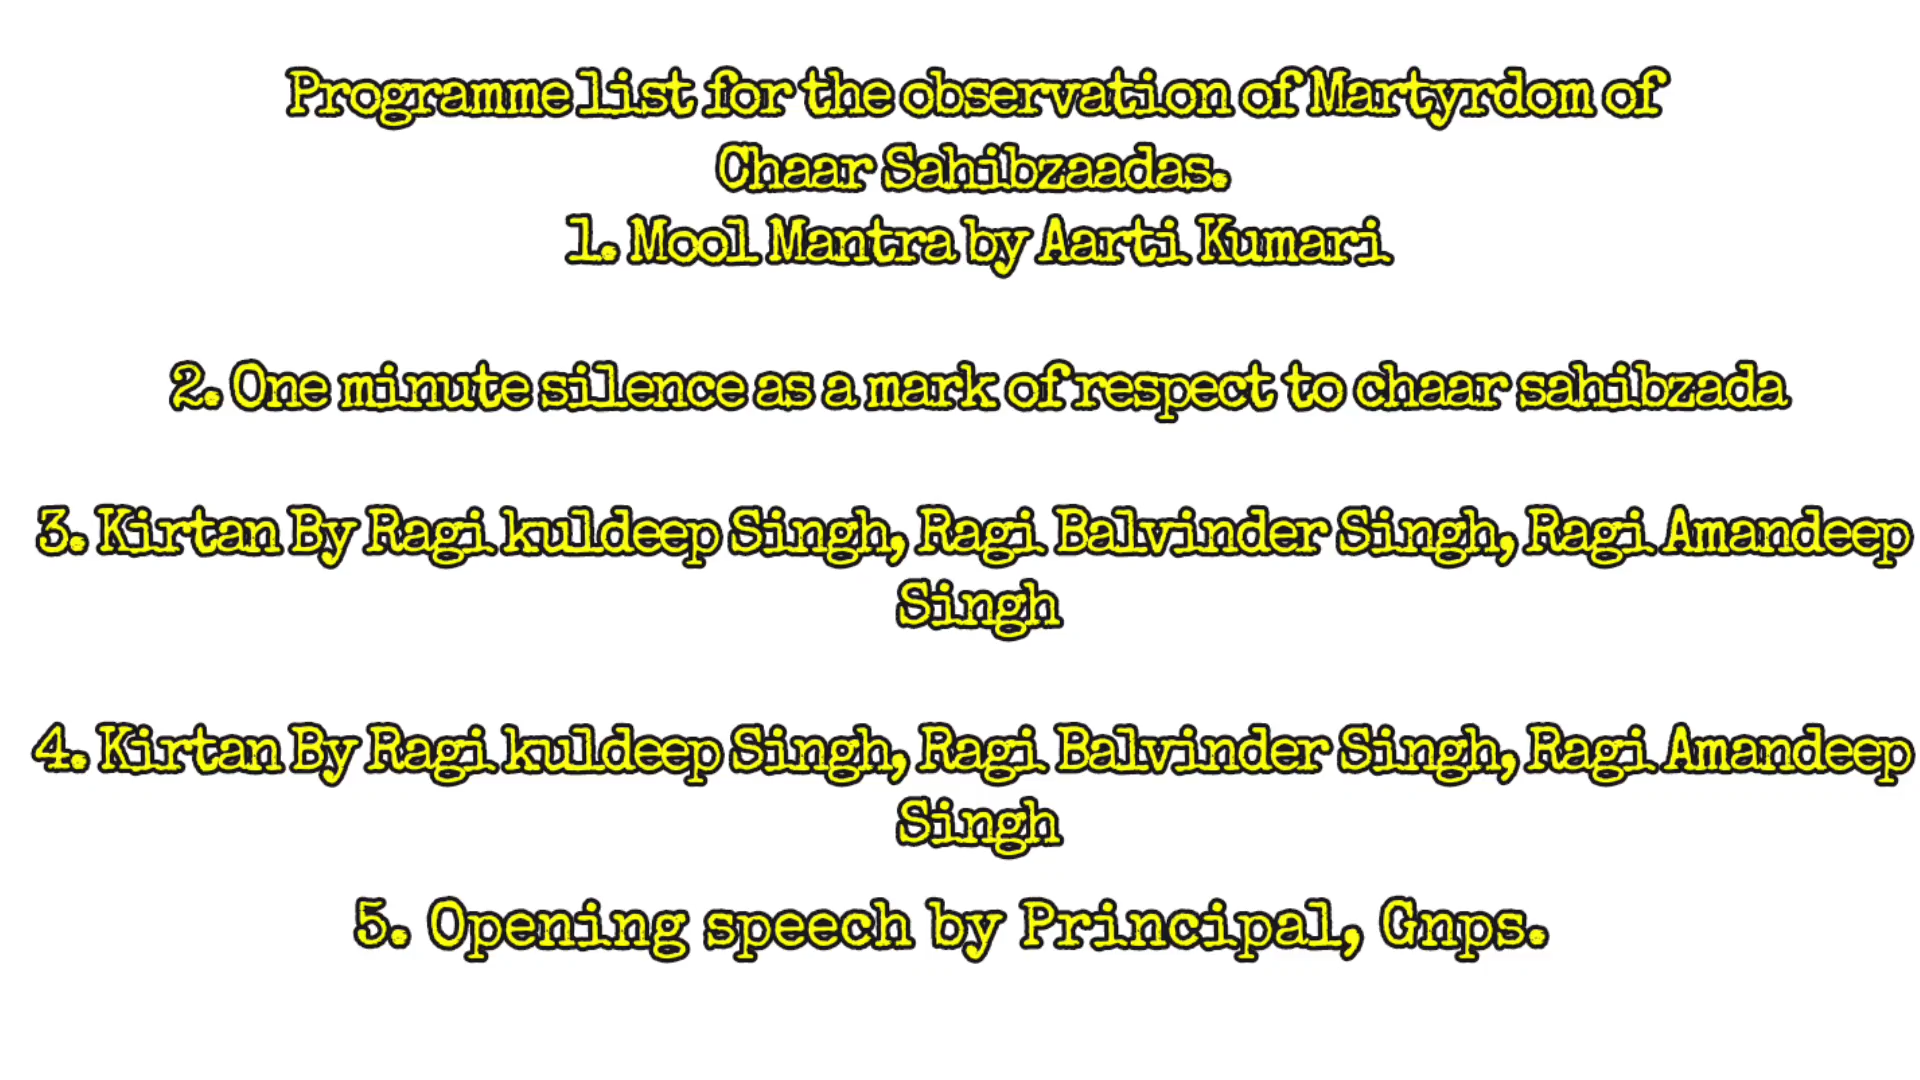 Programme list for the observation of Martyrdom of
Chaar Sahibzaadas.
1. Mool Mantra by Aarti Kumari
2. One minute silence as a mark of respect to chaar sahibzada
3. Kirtan By Ragi kuldeep Singh, Ragi Balvinder Singh, Ragi Amandeep
Singh
4. Kirtan By Ragi kuldeep Singh, Ragi Balvinder Singh, Ragi Amandeep
Singh
5. Opening speech by Principal, Gnps.